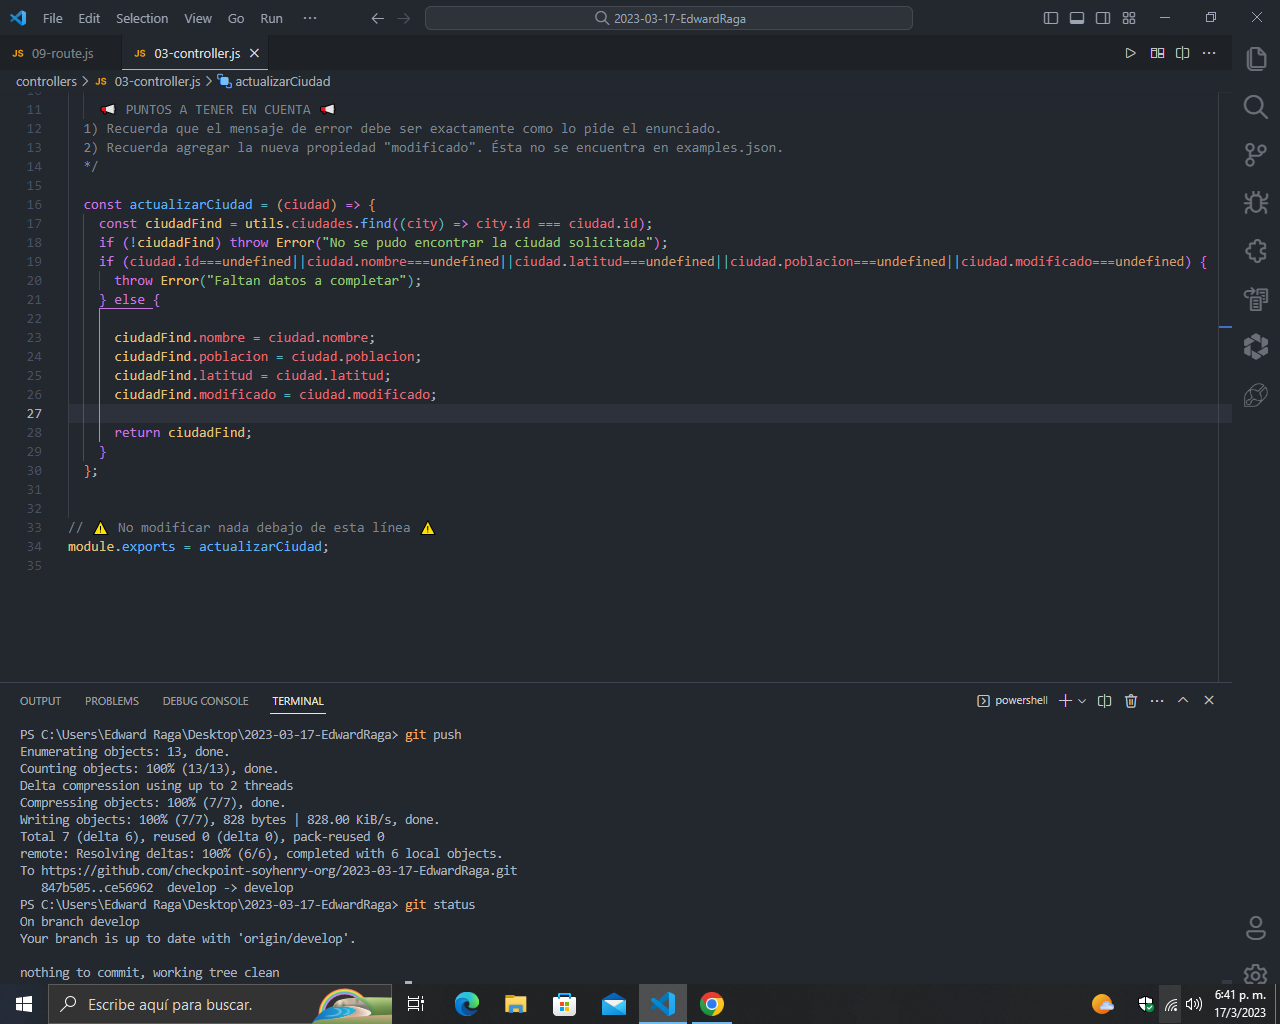 File Edit Selection View Go Run ··· 2023-03-17-EdwardRaga
JS 09-route.js JS 03-controller.js
controllers > JS 03-controller.js > actualizarCiudad
11 📢 PUNTOS A TENER EN CUENTA 📢
12 1) Recuerda que el mensaje de error debe ser exactamente como lo pide el enunciado.
13 2) Recuerda agregar la nueva propiedad "modificado". Ésta no se encuentra en examples.json.
14 */
15
16 const actualizarCiudad = (ciudad) => {
17 const ciudadFind = utils.ciudades.find((city) => city.id === ciudad.id);
18 if (!ciudadFind) throw Error("No se pudo encontrar la ciudad solicitada");
19 if (ciudad.id===undefined||ciudad.nombre===undefined||ciudad.latitud===undefined||ciudad.poblacion===undefined||ciudad.modificado===undefined) {
20 throw Error("Faltan datos a completar");
21 } else {
22
23 ciudadFind.nombre = ciudad.nombre;
24 ciudadFind.poblacion = ciudad.poblacion;
25 ciudadFind.latitud = ciudad.latitud;
26 ciudadFind.modificado = ciudad.modificado;
27
28 return ciudadFind;
29 }
30 };
31
32
33 // ⚠ No modificar nada debajo de esta línea ⚠
34 module.exports = actualizarCiudad;
35
OUTPUT PROBLEMS DEBUG CONSOLE TERMINAL powershell
PS C:\Users\Edward Raga\Desktop\2023-03-17-EdwardRaga> git push
Enumerating objects: 13, done.
Counting objects: 100% (13/13), done.
Delta compression using up to 2 threads
Compressing objects: 100% (7/7), done.
Writing objects: 100% (7/7), 828 bytes | 828.00 KiB/s, done.
Total 7 (delta 6), reused 0 (delta 0), pack-reused 0
remote: Resolving deltas: 100% (6/6), completed with 6 local objects.
To https://github.com/checkpoint-soyhenry-org/2023-03-17-EdwardRaga.git
847b505..ce56962 develop -> develop
PS C:\Users\Edward Raga\Desktop\2023-03-17-EdwardRaga> git status
On branch develop
Your branch is up to date with 'origin/develop'.
nothing to commit, working tree clean
Escribe aquí para buscar.
6:41 p. m.
17/3/2023